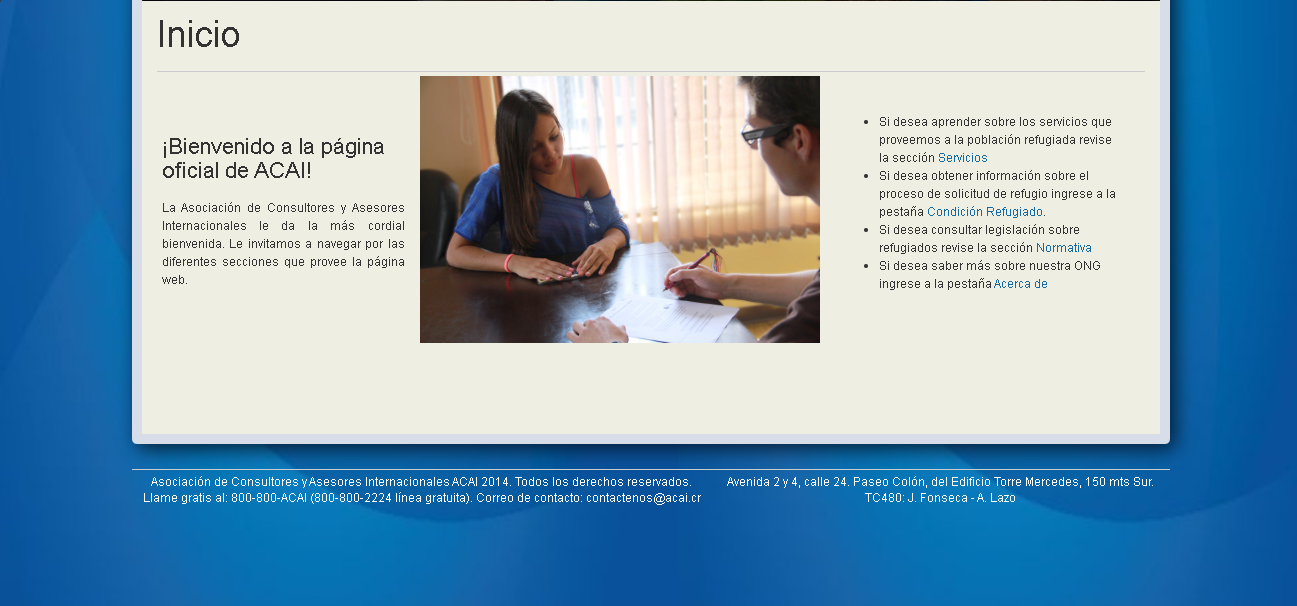 Inicio
¡Bienvenido a la página
oficial de ACAI!
La Asociación de Consultores y Asesores
Internacionales le da la más cordial
bienvenida. Le invitamos a navegar por las
diferentes secciones que provee la página
web.
Si desea aprender sobre los servicios que
proveemos a la población refugiada revise
la sección Servicios
Si desea obtener información sobre el
proceso de solicitud de refugio ingrese a la
pestaña Condición Refugiado.
Si desea consultar legislación sobre
refugiados revise la sección Normativa
Si desea saber más sobre nuestra ONG
ingrese a la pestaña Acerca de
Asociación de Consultores y Asesores Internacionales ACAI 2014. Todos los derechos reservados.
Llame gratis al: 800-800-ACAI (800-800-2224 línea gratuita). Correo de contacto: contactenos@acai.cr
Avenida 2 y 4, calle 24. Paseo Colón, del Edificio Torre Mercedes, 150 mts Sur.
TC480: J. Fonseca - A. Lazo